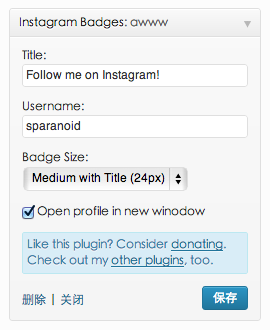 Instagram Badges: awww
Title:
Follow me on Instagram!
Username:
sparanoid
Badge Size:
Medium with Title (24px)
Open profile in new winodow
Like this plugin? Consider donating.
Check out my other plugins, too.
删除 | 关闭
保存